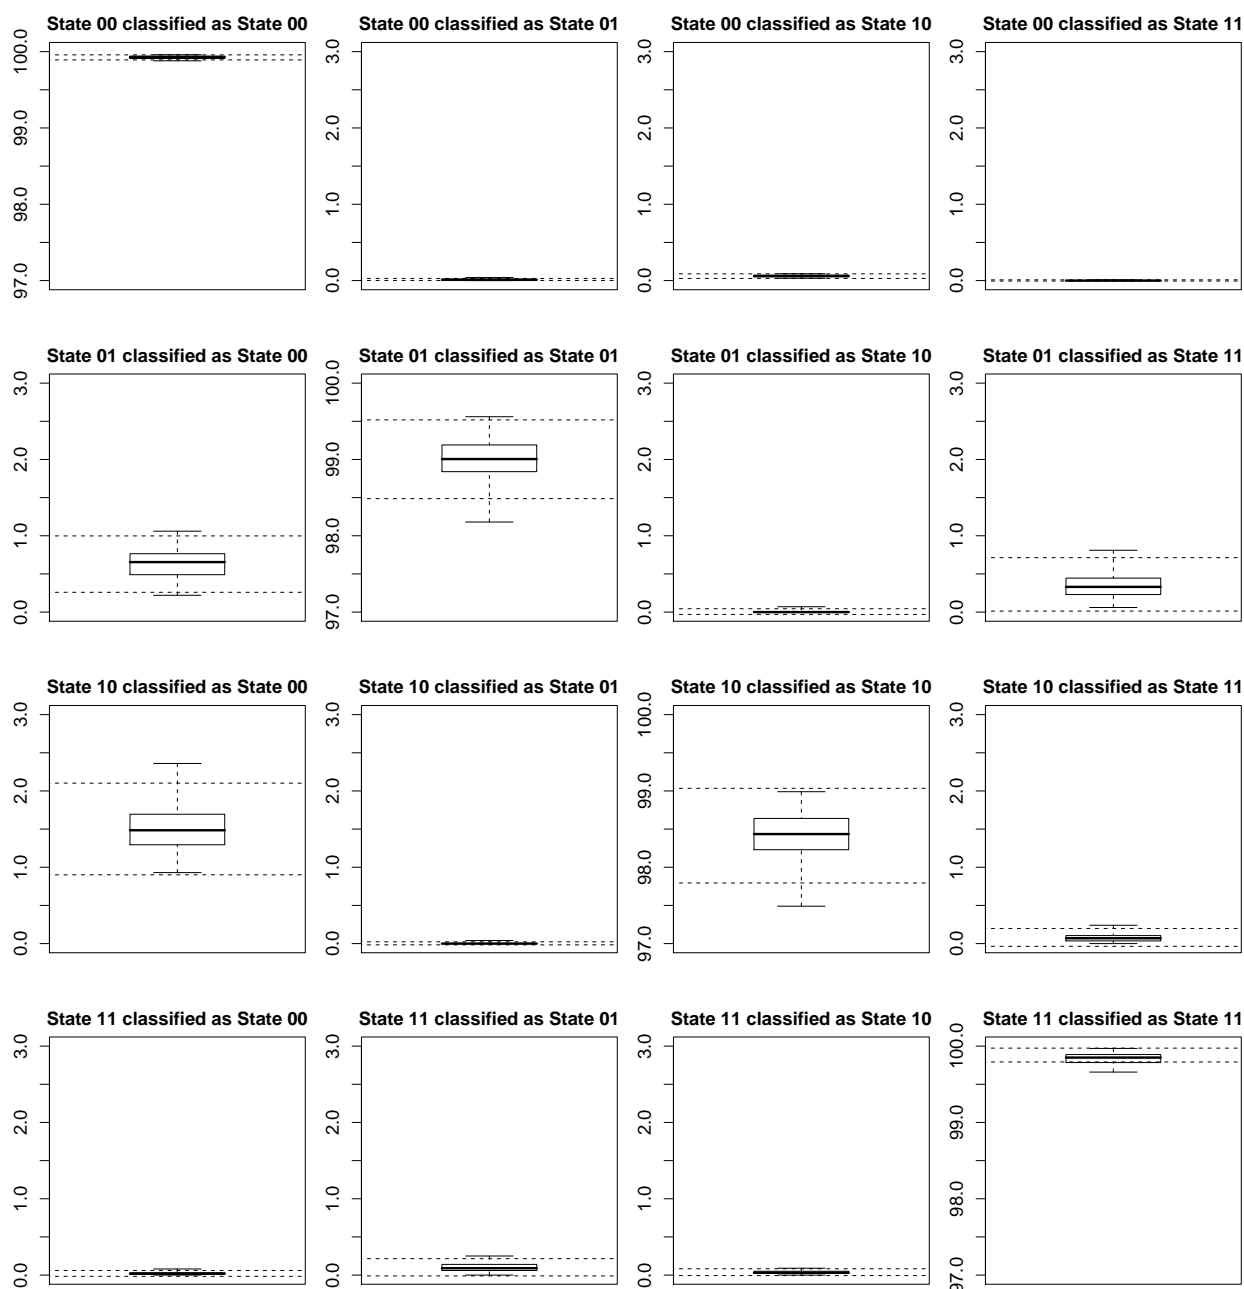 State 00 classified as State 00
97.0 98.0 99.0 100.0
State 00 classified as State 01
0.0 1.0 2.0 3.0
State 00 classified as State 10
0.0 1.0 2.0 3.0
State 00 classified as State 11
0.0 1.0 2.0 3.0
State 01 classified as State 00
0.0 1.0 2.0 3.0
State 01 classified as State 01
97.0 98.0 99.0 100.0
State 01 classified as State 10
0.0 1.0 2.0 3.0
State 01 classified as State 11
0.0 1.0 2.0 3.0
State 10 classified as State 00
0.0 1.0 2.0 3.0
State 10 classified as State 01
0.0 1.0 2.0 3.0
State 10 classified as State 10
97.0 98.0 99.0 100.0
State 10 classified as State 11
0.0 1.0 2.0 3.0
State 11 classified as State 00
0.0 1.0 2.0 3.0
State 11 classified as State 01
0.0 1.0 2.0 3.0
State 11 classified as State 10
0.0 1.0 2.0 3.0
State 11 classified as State 11
97.0 98.0 99.0 100.0